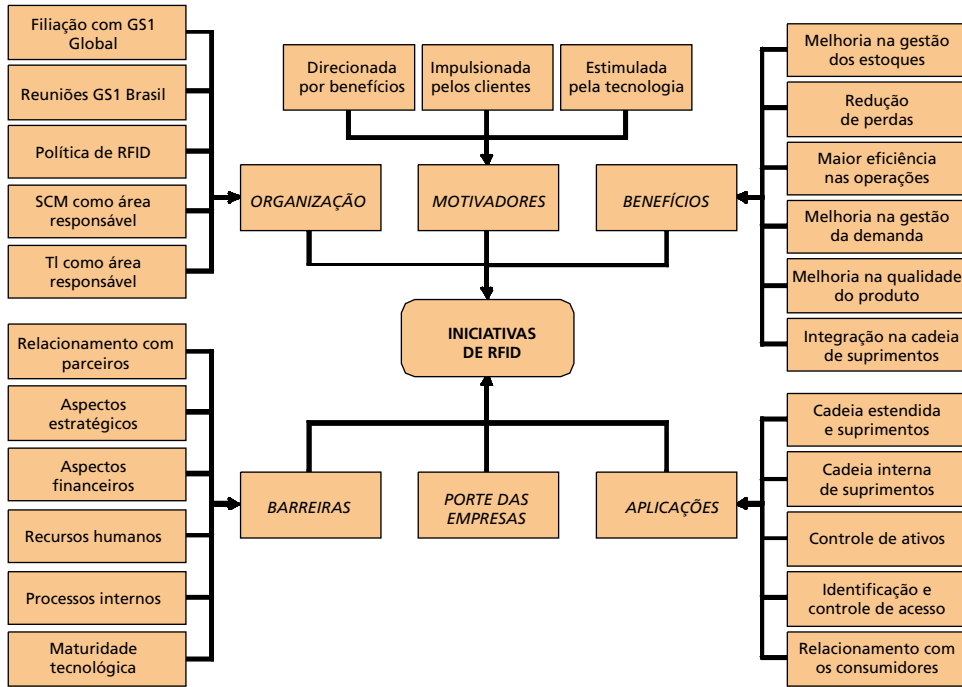 Filiação com GS1
Global
Reuniões GS1 Brasil
Política de RFID
SCM como área
responsável
TI como área
responsável
Direcionada
por benefícios
Impulsionada
pelos clientes
Estimulada
pela tecnologia
ORGANIZAÇÃO
MOTIVADORES
BENEFÍCIOS
Melhoria na gestão
dos estoques
Redução
de perdas
Maior eficiência
nas operações
Melhoria na gestão
da demanda
Melhoria na qualidade
do produto
Integração na cadeia
de suprimentos
INICIATIVAS
DE RFID
Relacionamento com
parceiros
Aspectos
estratégicos
Aspectos
financeiros
Recursos humanos
Processos internos
Maturidade
tecnológica
BARREIRAS
PORTE DAS
EMPRESAS
APLICAÇÕES
Cadeia estendida
e suprimentos
Cadeia interna
de suprimentos
Controle de ativos
Identificação e
controle de acesso
Relacionamento com
os consumidores